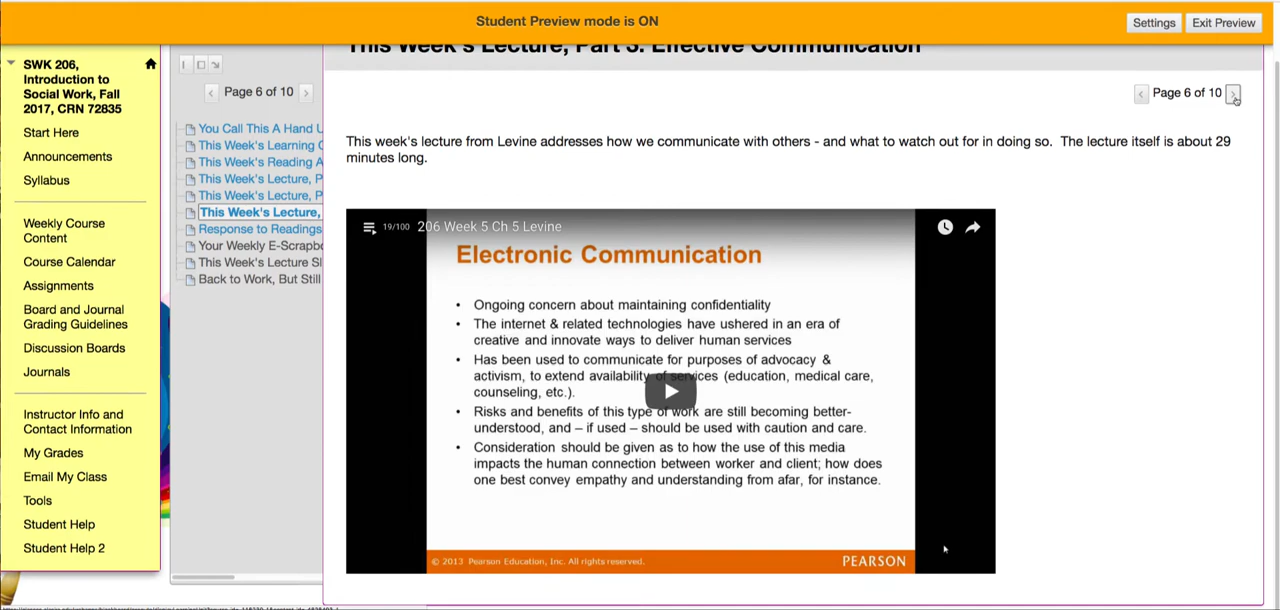 Student Preview mode is ON
Settings
Exit Preview
SWK 206,
Introduction to
Social Work, Fall
2017, CRN 72835
Start Here
Announcements
Syllabus
Weekly Course
Content
Course Calendar
Assignments
Board and Journal
Grading Guidelines
Discussion Boards
Journals
Instructor Info and
Contact Information
My Grades
Email My Class
Tools
Student Help
Student Help 2
Page 6 of 10
You Call This A Hand U
This Week's Learning
This Week's Reading A
This Week's Lecture, P
This Week's Lecture, P
This Week's Lecture,
Response to Readings
Your Weekly E-Scrapbo
This Week's Lecture Sl
Back to Work, But Still
This Week's Lecture, Part 3: Effective Communication
Page 6 of 10
This week's lecture from Levine addresses how we communicate with others - and what to watch out for in doing so. The lecture itself is about 29
minutes long.
19/100 206 Week 5 Ch 5 Levine
Electronic Communication
• Ongoing concern about maintaining confidentiality
• The internet & related technologies have ushered in an era of
creative and innovate ways to deliver human services
• Has been used to communicate for purposes of advocacy &
activism, to extend availability of services (education, medical care,
counseling, etc.).
• Risks and benefits of this type of work are still becoming better-
understood, and – if used – should be used with caution and care.
• Consideration should be given as to how the use of this media
impacts the human connection between worker and client; how does
one best convey empathy and understanding from afar, for instance.
© 2013 Pearson Education, Inc. All rights reserved.
PEARSON